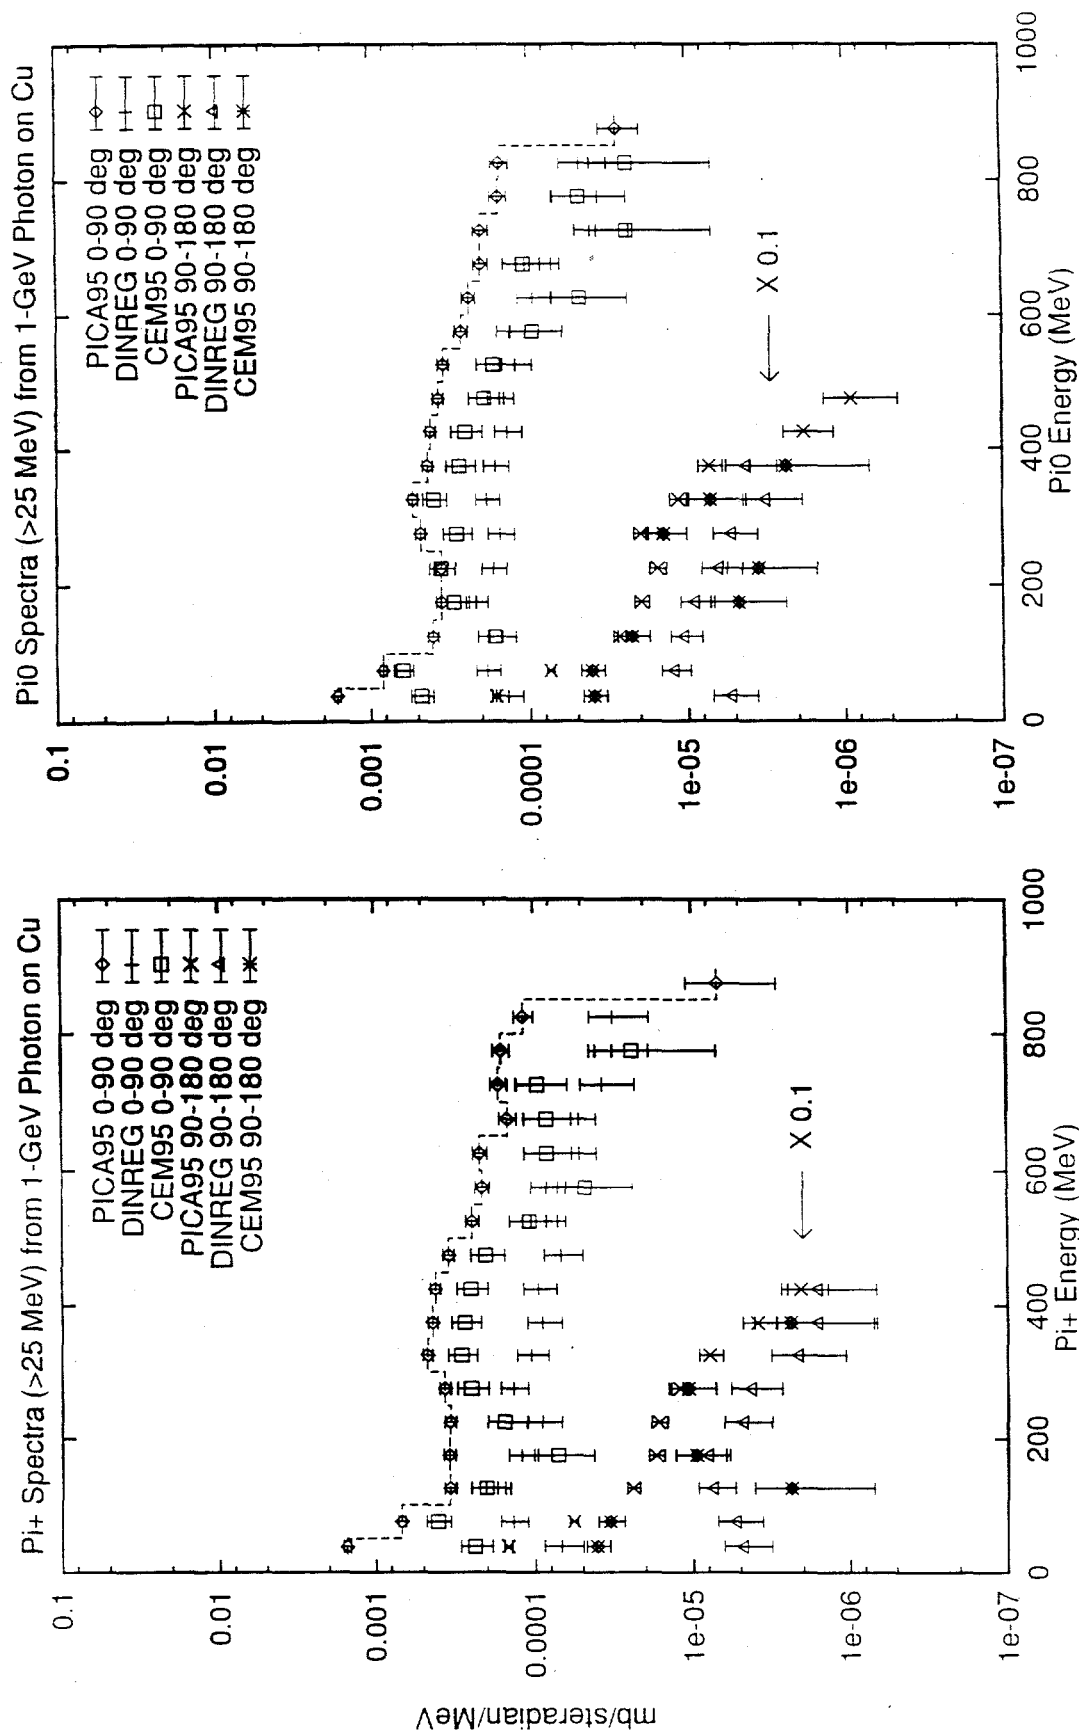 Pi+ Spectra (>25 MeV) from 1-GeV Photon on Cu
PICA95 0-90 deg
DINREG 0-90 deg
CEM95 0-90 deg
PICA95 90-180 deg
DINREG 90-180 deg
CEM95 90-180 deg
0.1
0.01
0.001
0.0001
1e-05
1e-06
1e-07
mb/steradian/MeV
X 0.1
0 200 400 600 800 1000
Pi+ Energy (MeV)
Pi0 Spectra (>25 MeV) from 1-GeV Photon on Cu
PICA95 0-90 deg
DINREG 0-90 deg
CEM95 0-90 deg
PICA95 90-180 deg
DINREG 90-180 deg
CEM95 90-180 deg
0.1
0.01
0.001
0.0001
1e-05
1e-06
1e-07
X 0.1
0 200 400 600 800 1000
Pi0 Energy (MeV)